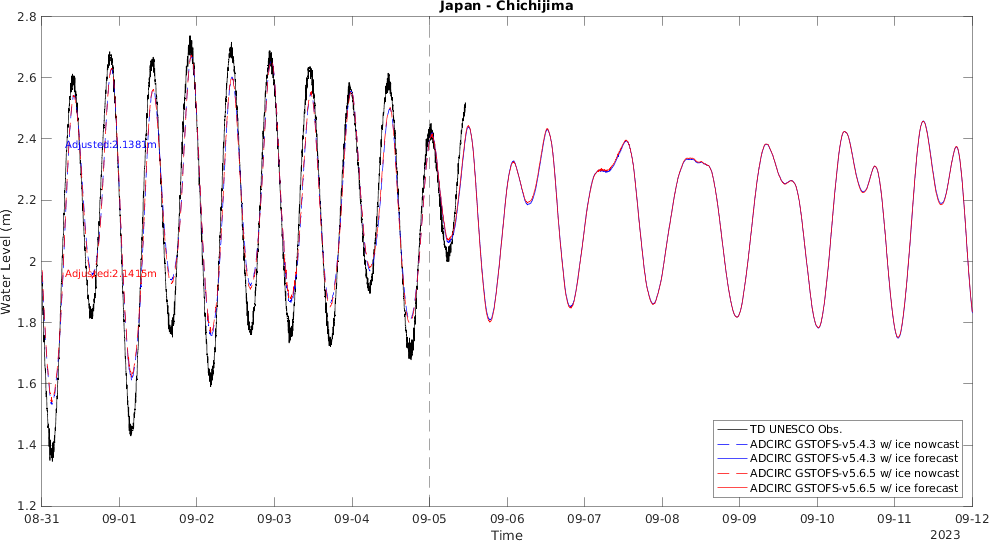 Japan - Chichijima
2.8
2.6
2.4
2.2
2
1.8
1.6
1.4
1.2
Water Level (m)
Adjusted:2.1381m
Adjusted:2.1415m
TD UNESCO Obs.
ADCIRC GSTOFS-v5.4.3 w/ ice nowcast
ADCIRC GSTOFS-v5.4.3 w/ ice forecast
ADCIRC GSTOFS-v5.6.5 w/ ice nowcast
ADCIRC GSTOFS-v5.6.5 w/ ice forecast
08-31 09-01 09-02 09-03 09-04 09-05 09-06 09-07 09-08 09-09 09-10 09-11 09-12
Time
2023